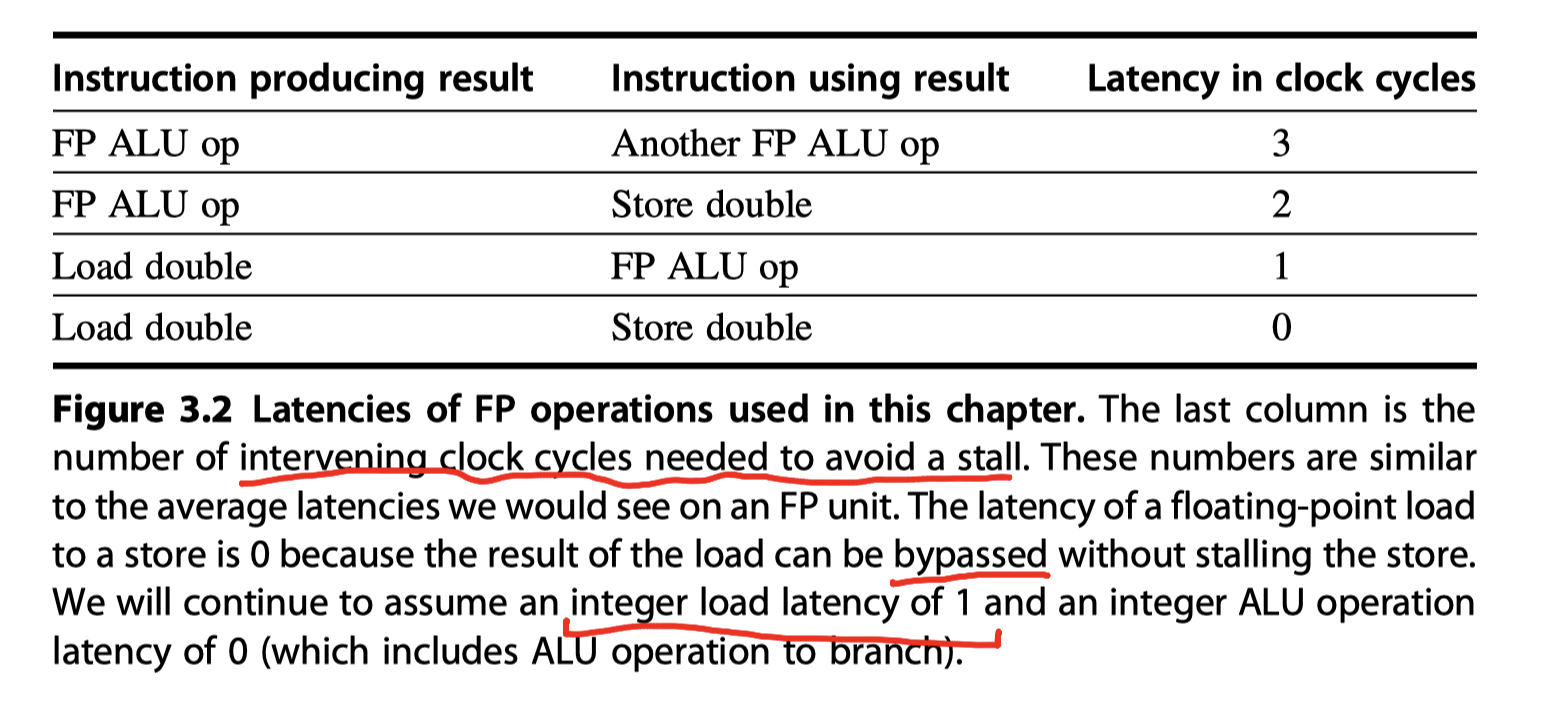 Instruction producing result Instruction using result Latency in clock cycles
FP ALU op Another FP ALU op 3
FP ALU op Store double 2
Load double FP ALU op 1
Load double Store double 0
Figure 3.2 Latencies of FP operations used in this chapter. The last column is the
number of intervening clock cycles needed to avoid a stall. These numbers are similar
to the average latencies we would see on an FP unit. The latency of a floating-point load
to a store is 0 because the result of the load can be bypassed without stalling the store.
We will continue to assume an integer load latency of 1 and an integer ALU operation
latency of 0 (which includes ALU operation to branch).